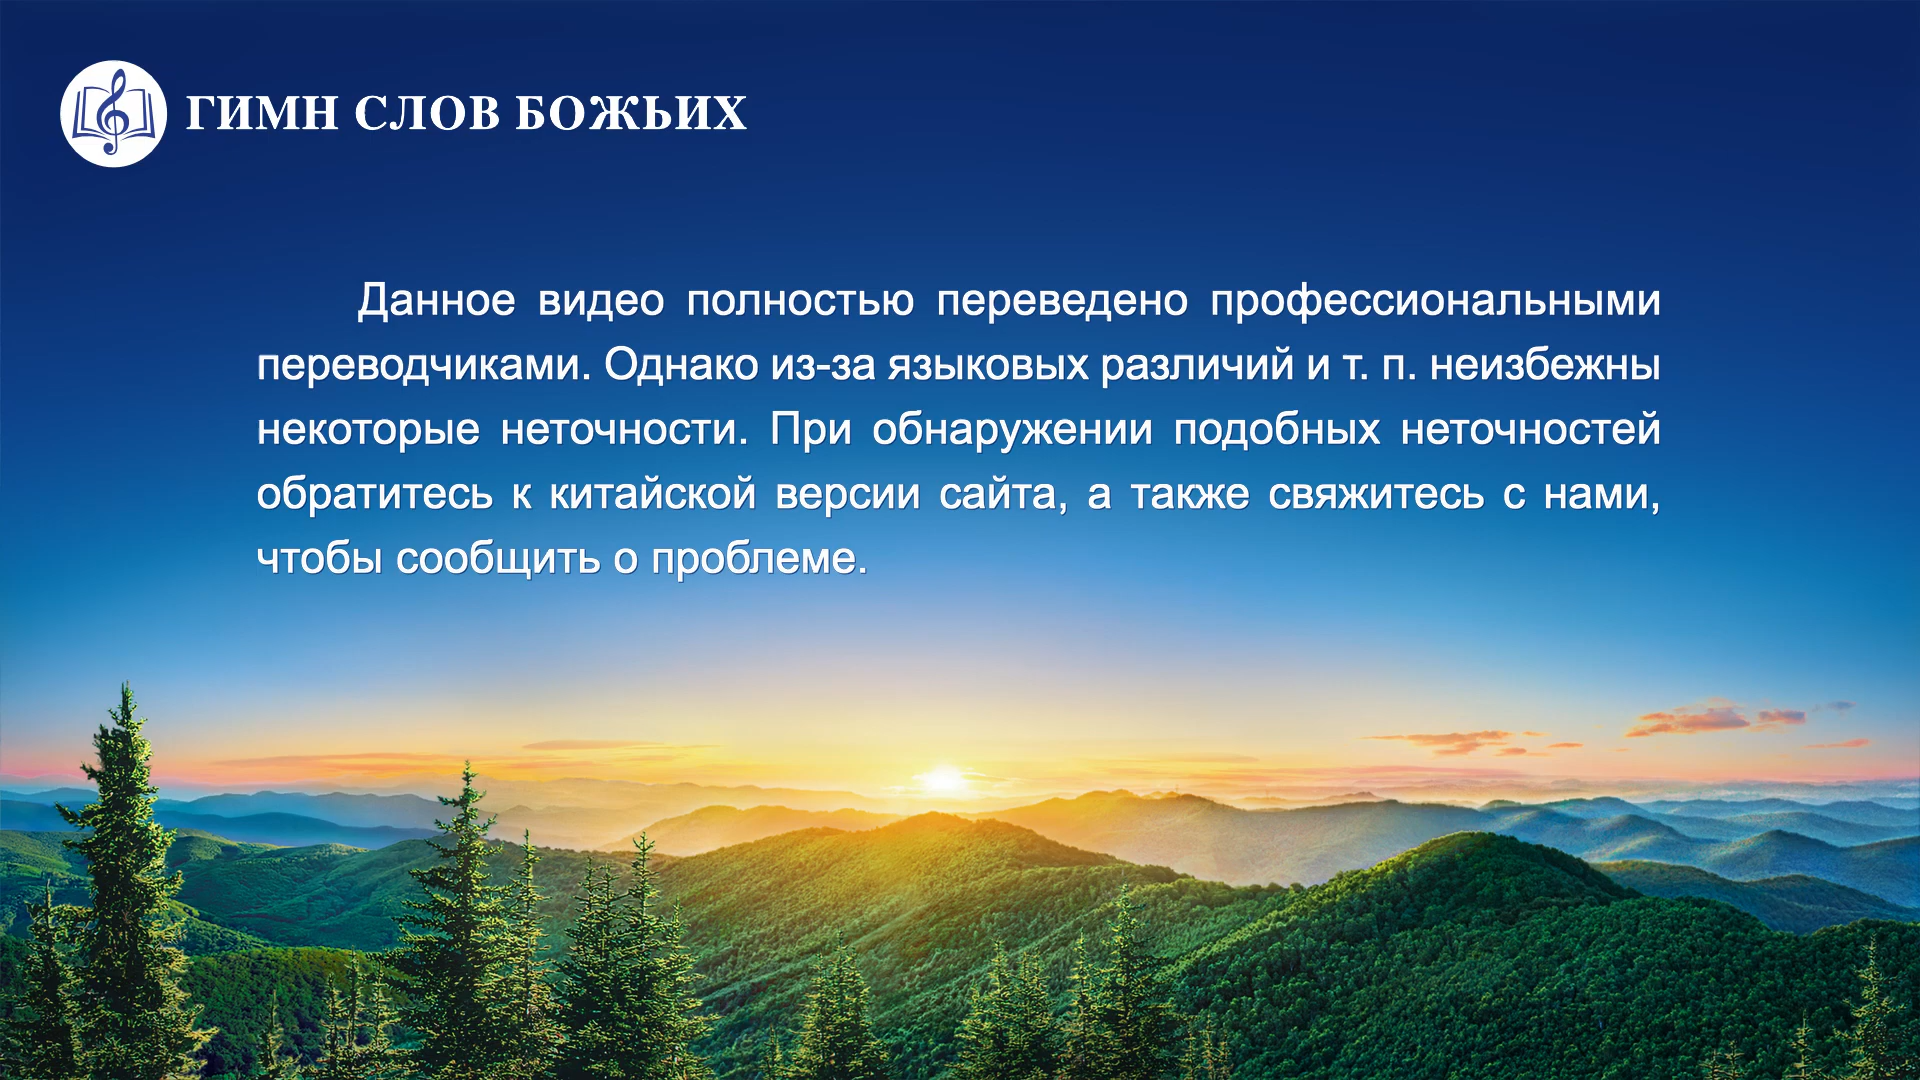 ГИМН СЛОВ БОЖЬИХ
Данное видео полностью переведено профессиональными
переводчиками. Однако из-за языковых различий и т. п. неизбежны
некоторые неточности. При обнаружении подобных неточностей
обратитесь к китайской версии сайта, а также свяжитесь с нами,
чтобы сообщить о проблеме.